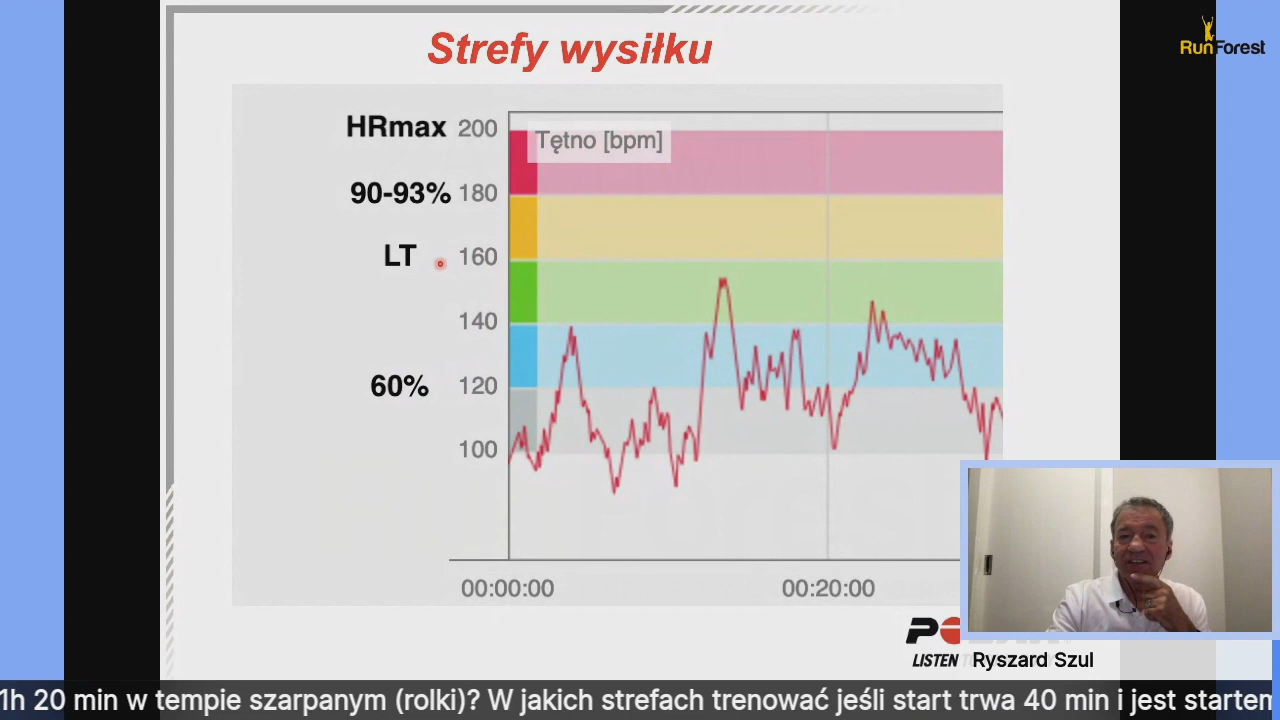 Strefy wysiłku
RunForest
HRmax 200
Tętno [bpm]
90-93% 180
LT 160
140
60% 120
100
00:00:00 00:20:00
LISTEN
Ryszard Szul
1h 20 min w tempie szarpanym (rolki)? W jakich strefach trenować jeśli start trwa 40 min i jest startem